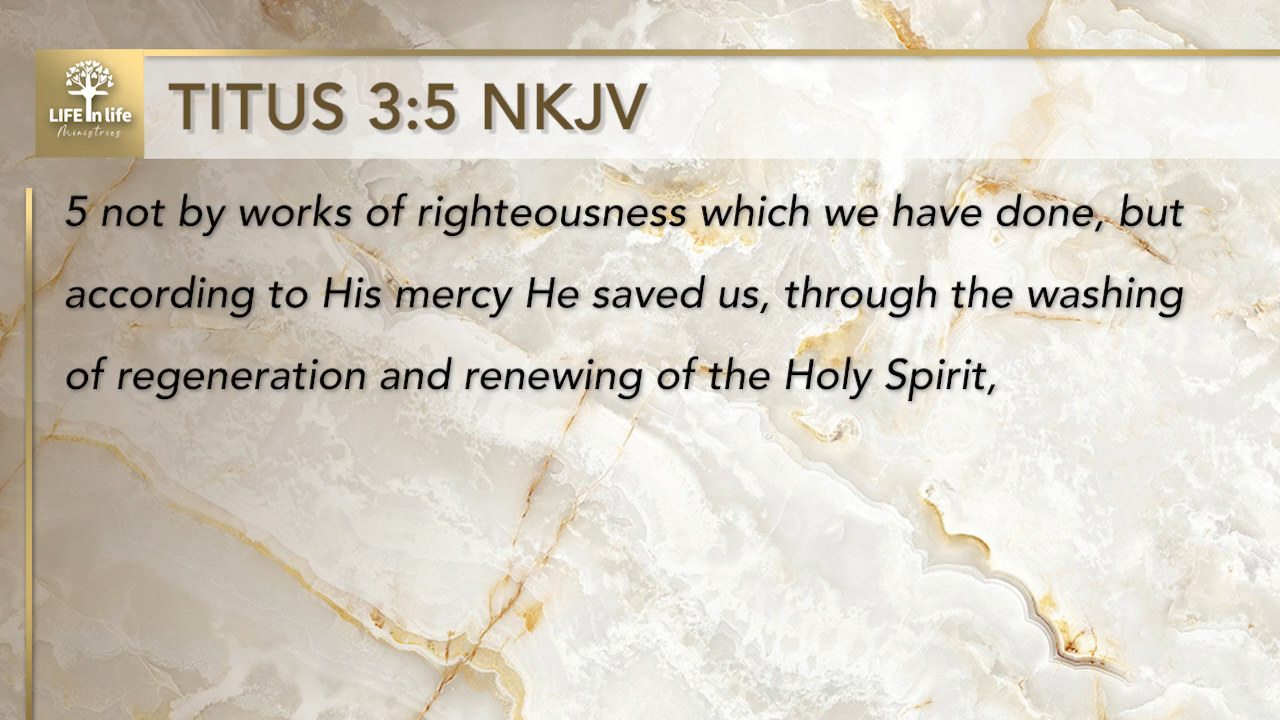 LIFE in life
Ministries
TITUS 3:5 NKJV
5 not by works of righteousness which we have done, but
according to His mercy He saved us, through the washing
of regeneration and renewing of the Holy Spirit,